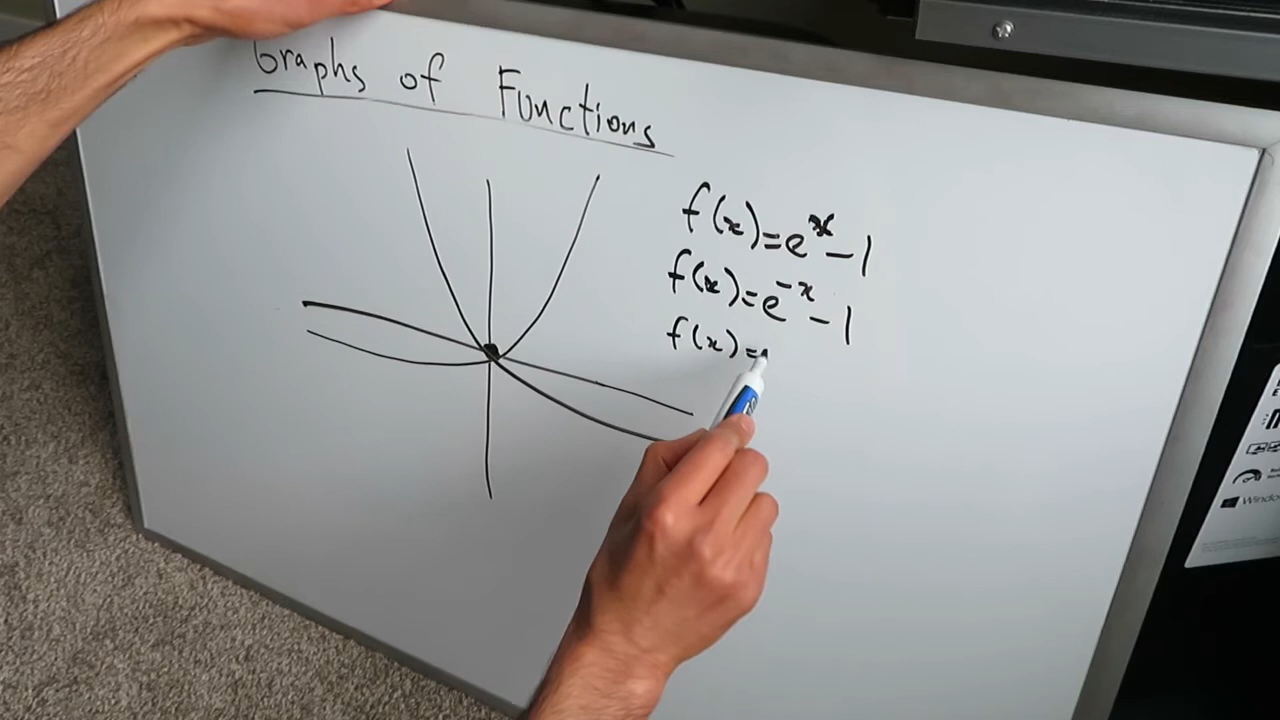 Graphs of Functions
f(x)=e^x-1
f(x)=e^-x-1
f(x)=